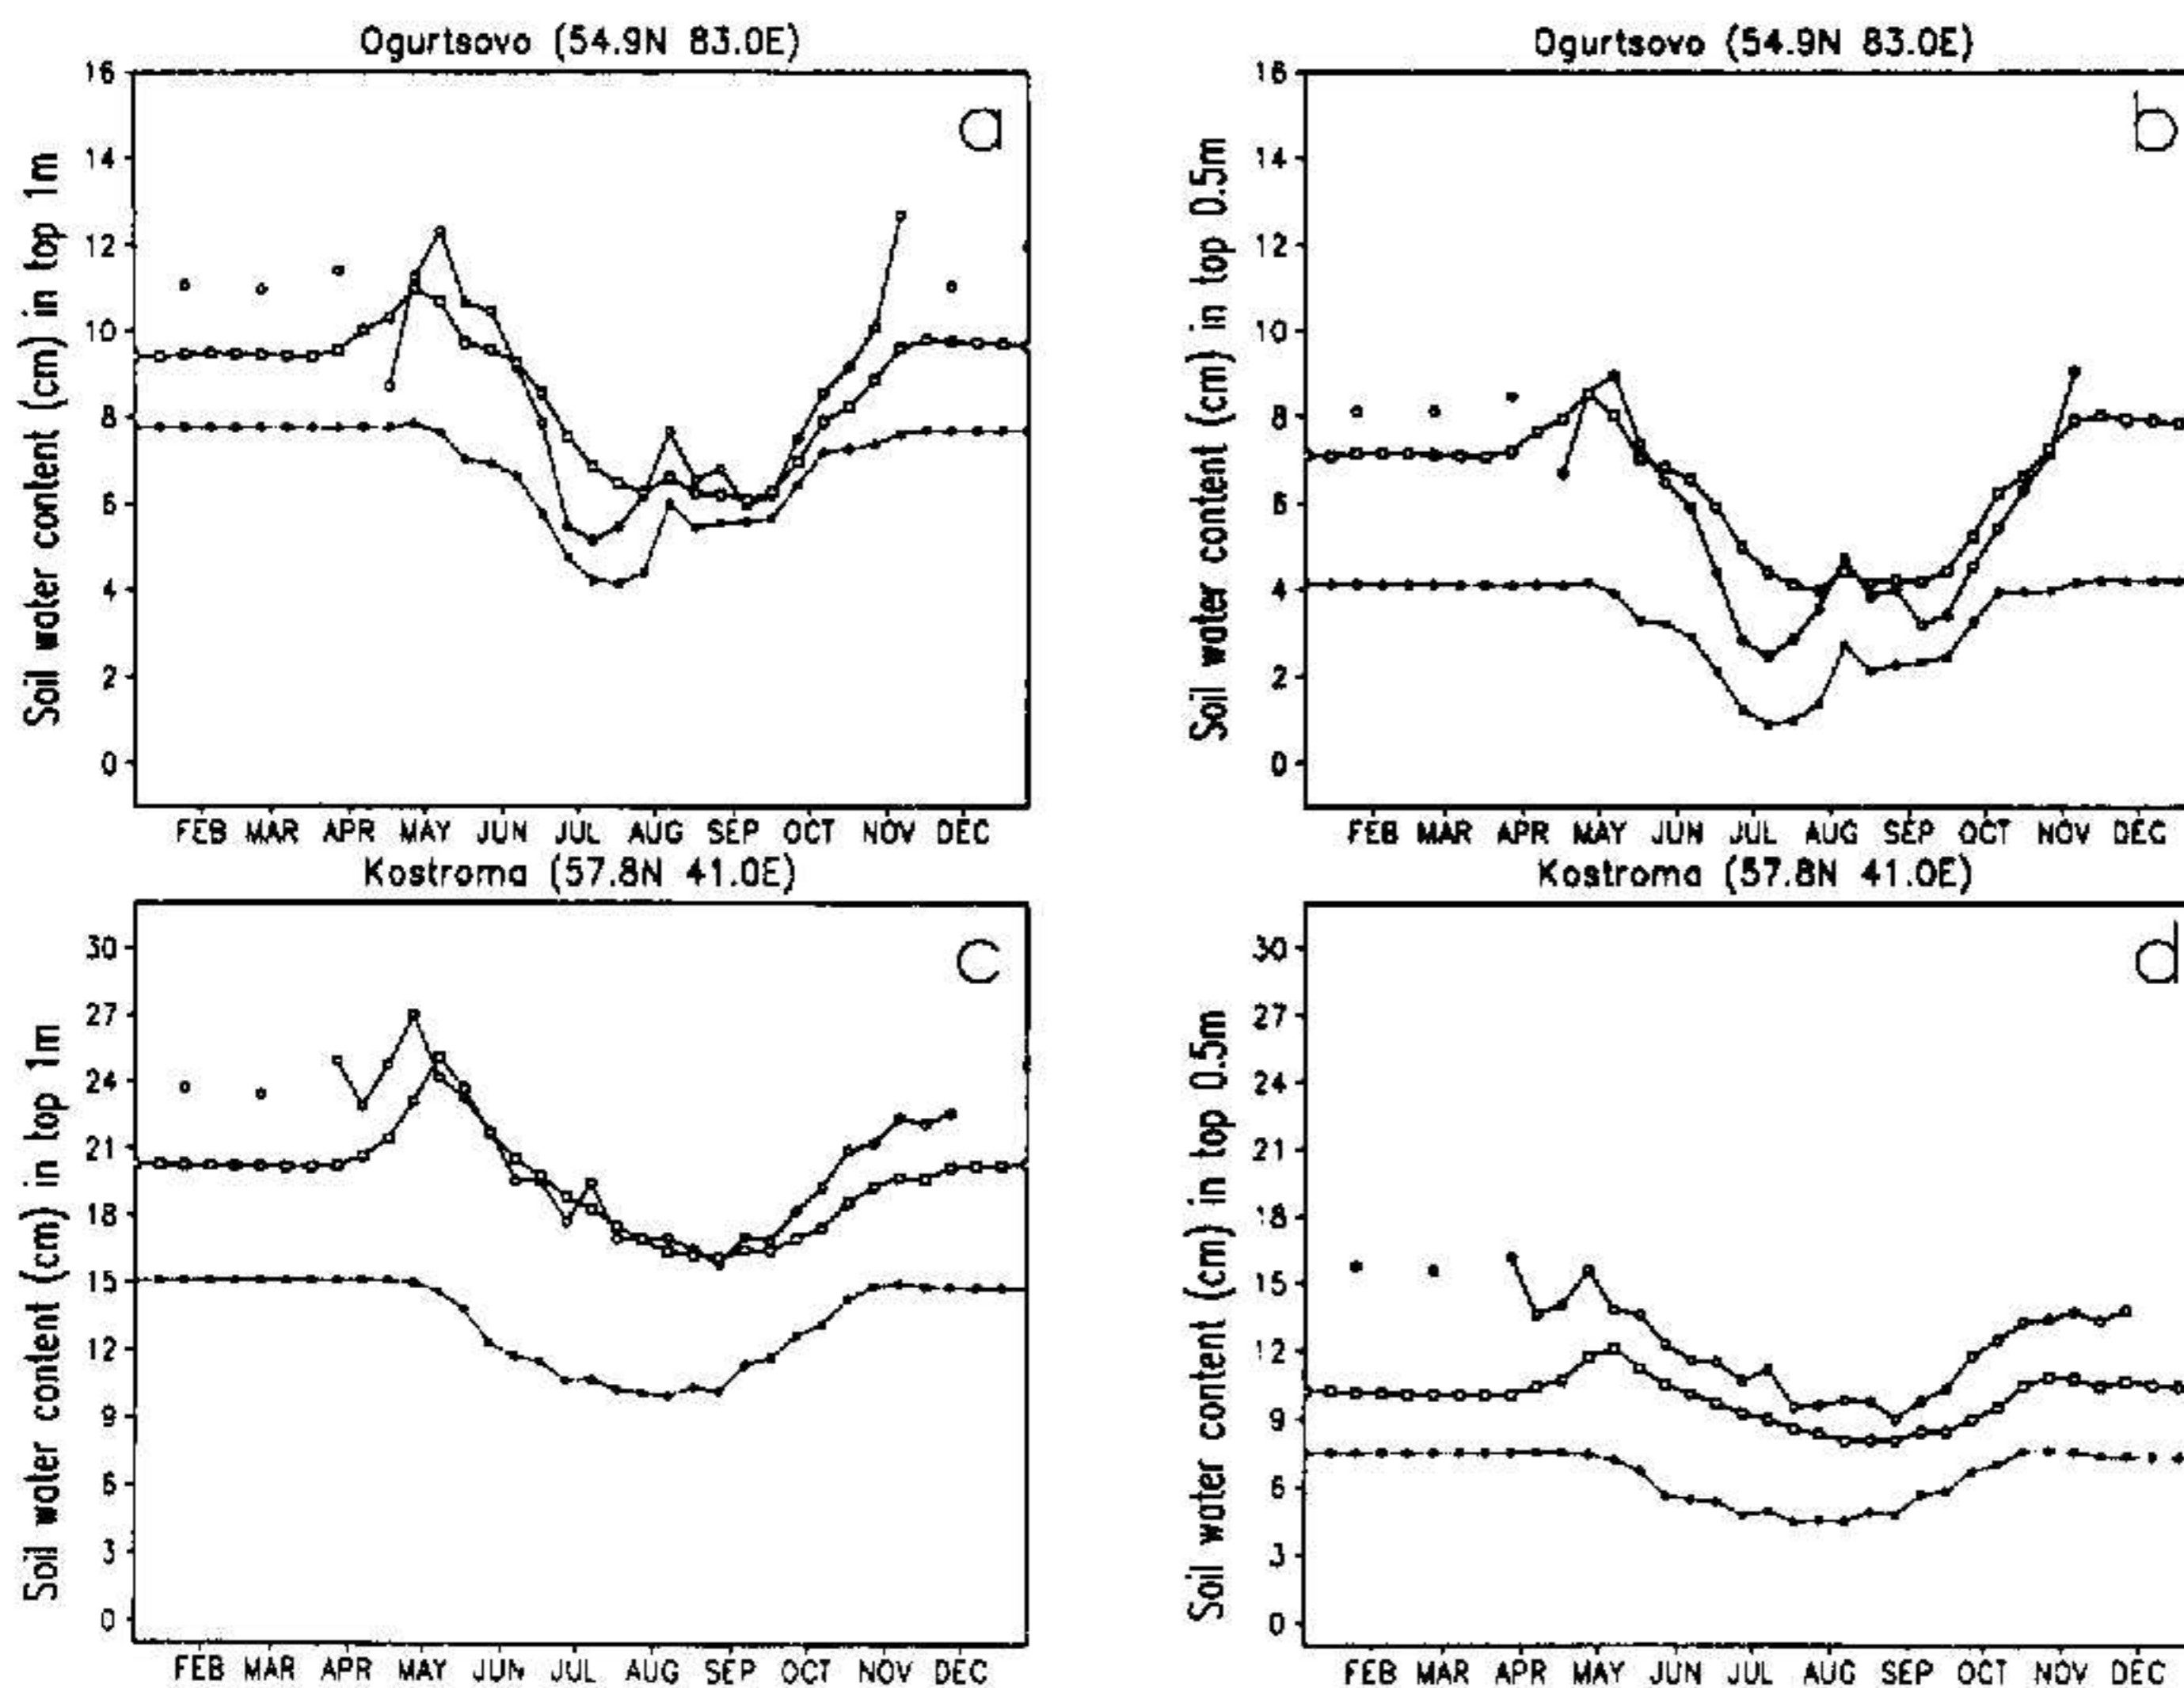 Ogurtsovo (54.9N 83.0E)
a
Soil water content (cm) in top 1m
16
14
12
10
8
6
4
2
0
FEB MAR APR MAY JUN JUL AUG SEP OCT NOV DEC
Ogurtsovo (54.9N 83.0E)
b
Soil water content (cm) in top 0.5m
16
14
12
10
8
6
4
2
0
FEB MAR APR MAY JUN JUL AUG SEP OCT NOV DEC
Kostroma (57.8N 41.0E)
c
Soil water content (cm) in top 1m
30
27
24
21
18
15
12
9
6
3
0
FEB MAR APR MAY JUN JUL AUG SEP OCT NOV DEC
Kostroma (57.8N 41.0E)
d
Soil water content (cm) in top 0.5m
30
27
24
21
18
15
12
9
6
3
0
FEB MAR APR MAY JUN JUL AUG SEP OCT NOV DEC